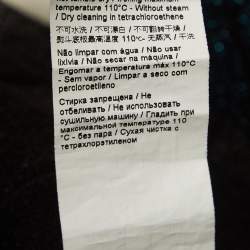 temperature 110°C - Without steam
/ Dry cleaning in tetrachloroethene
不可水洗 / 不可漂白 / 不可翻转干燥 /
熨斗底板最高温度 110℃ - 无蒸汽 / 干洗
Não limpar com água / Não usar
lixívia / Não secar na máquina /
Engomar a temperatura máx 110°C
- Sem vapor / Limpar a seco com
percloroetileno
Стирка запрещена / Не
отбеливать / Не использовать
сушильную машину / Гладить при
максимальной температуре 110
°C - без пара / Сухая чистка с
тетрахлорэтиленом